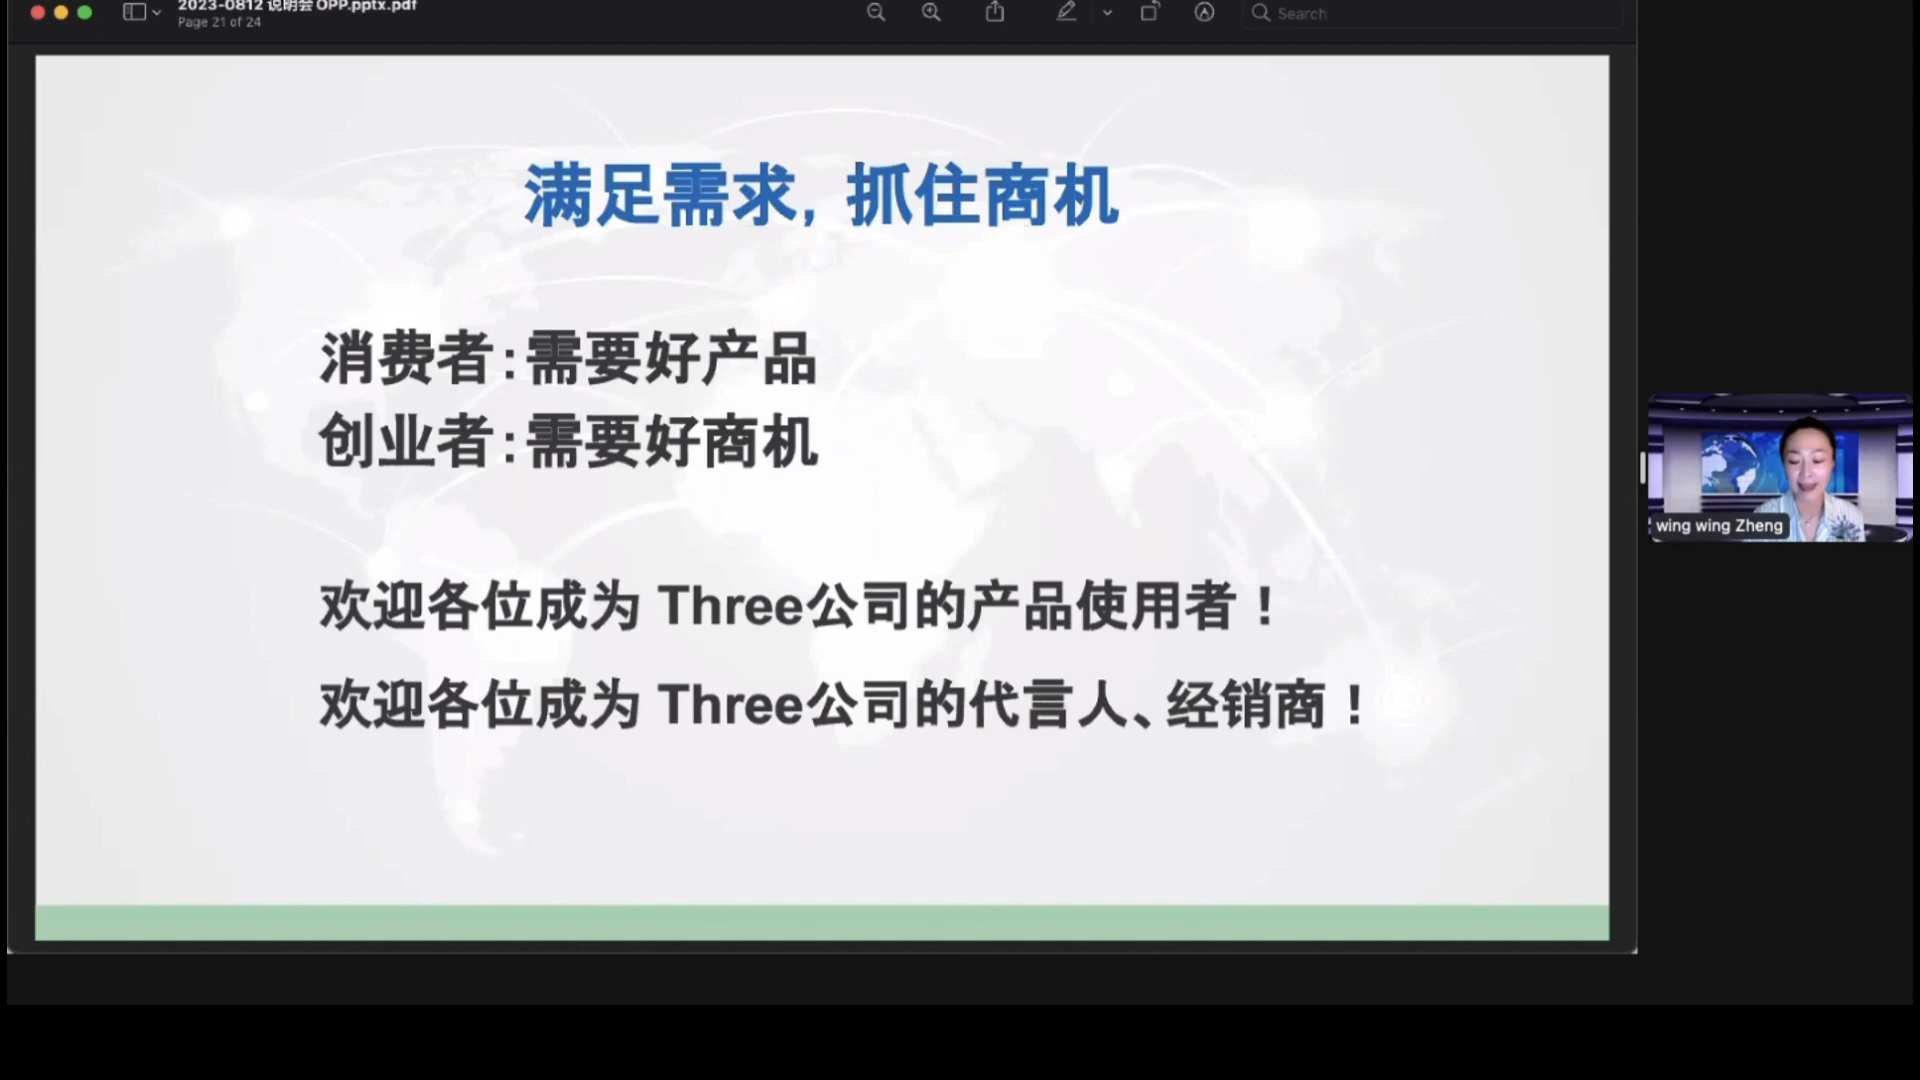 2023-0812 说明会 OPP.pptx.pdf
Page 21 of 24
Search
满足需求, 抓住商机
消费者:需要好产品
创业者:需要好商机
欢迎各位成为 Three公司的产品使用者！
欢迎各位成为 Three公司的代言人、经销商！
wing wing Zheng